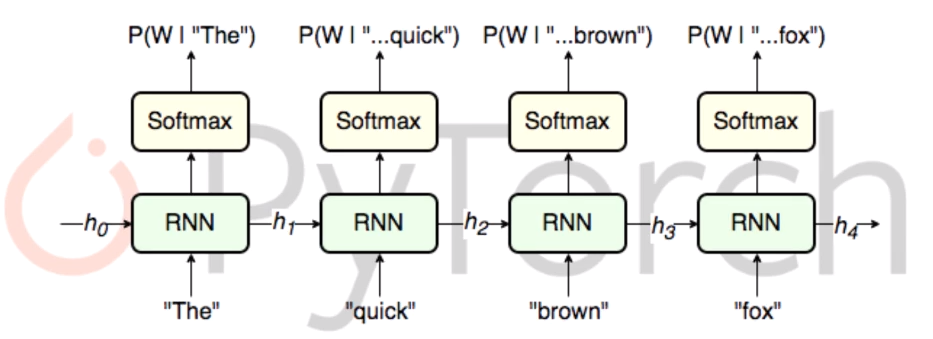 P(W | "The") P(W | "...quick") P(W | "...brown") P(W | "...fox")
Softmax Softmax Softmax Softmax
PyTorch
h0 RNN h1 RNN h2 RNN h3 RNN h4
"The" "quick" "brown" "fox"